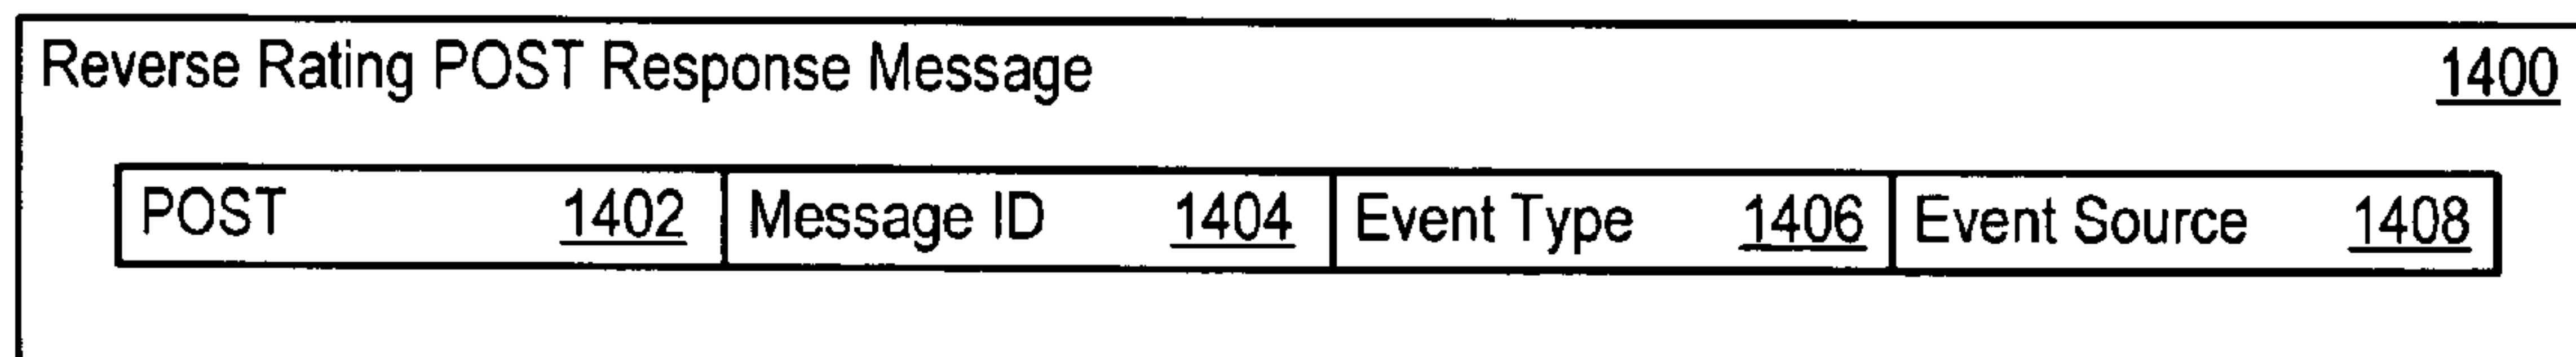 Reverse Rating POST Response Message 1400
POST 1402 Message ID 1404 Event Type 1406 Event Source 1408